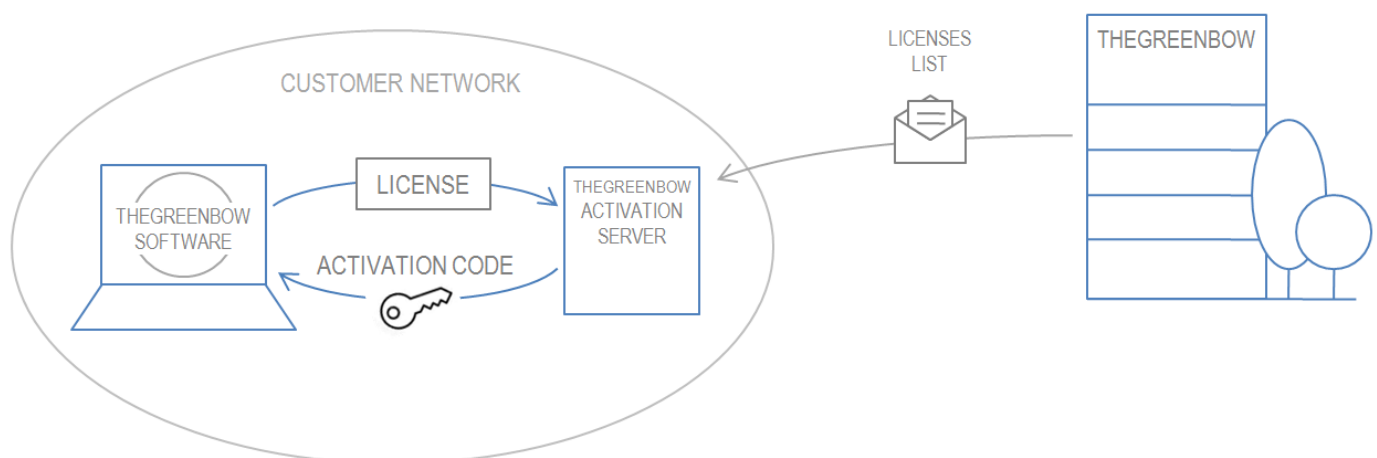 LICENSES
LIST
THEGREENBOW
CUSTOMER NETWORK
LICENSE
THEGREENBOW
ACTIVATION
SERVER
THEGREENBOW
SOFTWARE
ACTIVATION CODE